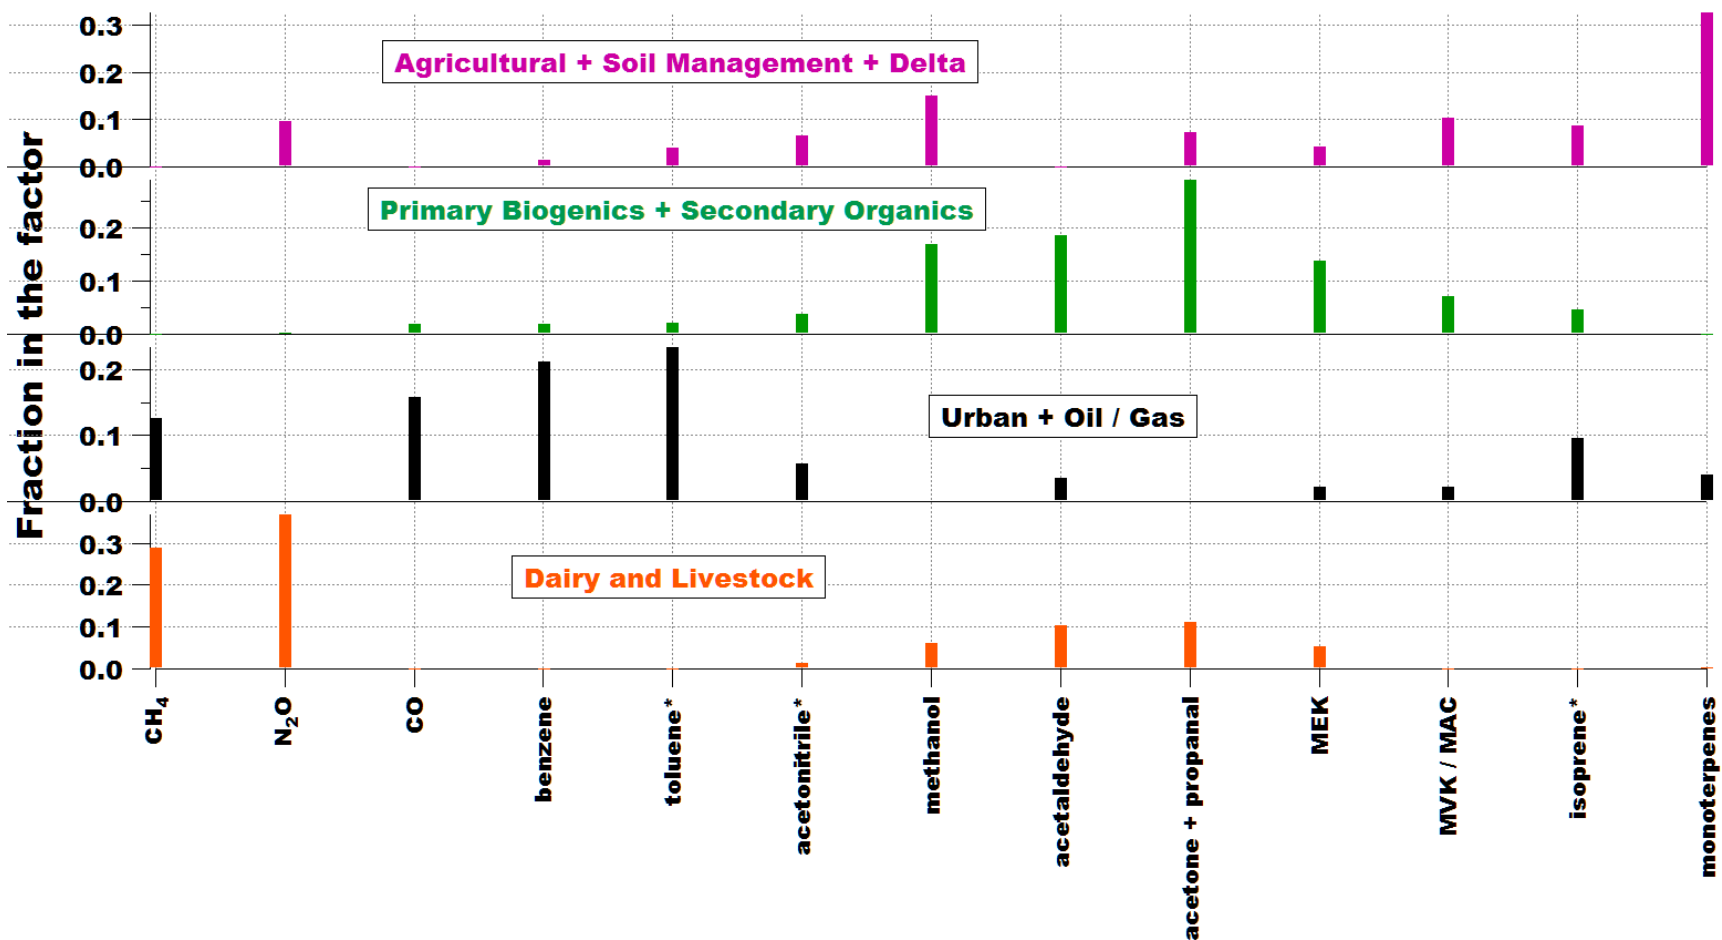 Fraction in the factor
0.3
0.2
0.1
0.0
Agricultural + Soil Management + Delta
0.2
0.1
0.0
Primary Biogenics + Secondary Organics
0.2
0.1
0.0
Urban + Oil / Gas
0.3
0.2
0.1
0.0
Dairy and Livestock
CH₄
N₂O
CO
benzene
toluene*
acetonitrile*
methanol
acetaldehyde
acetone + propanal
MEK
MVK / MAC
isoprene*
monoterpenes